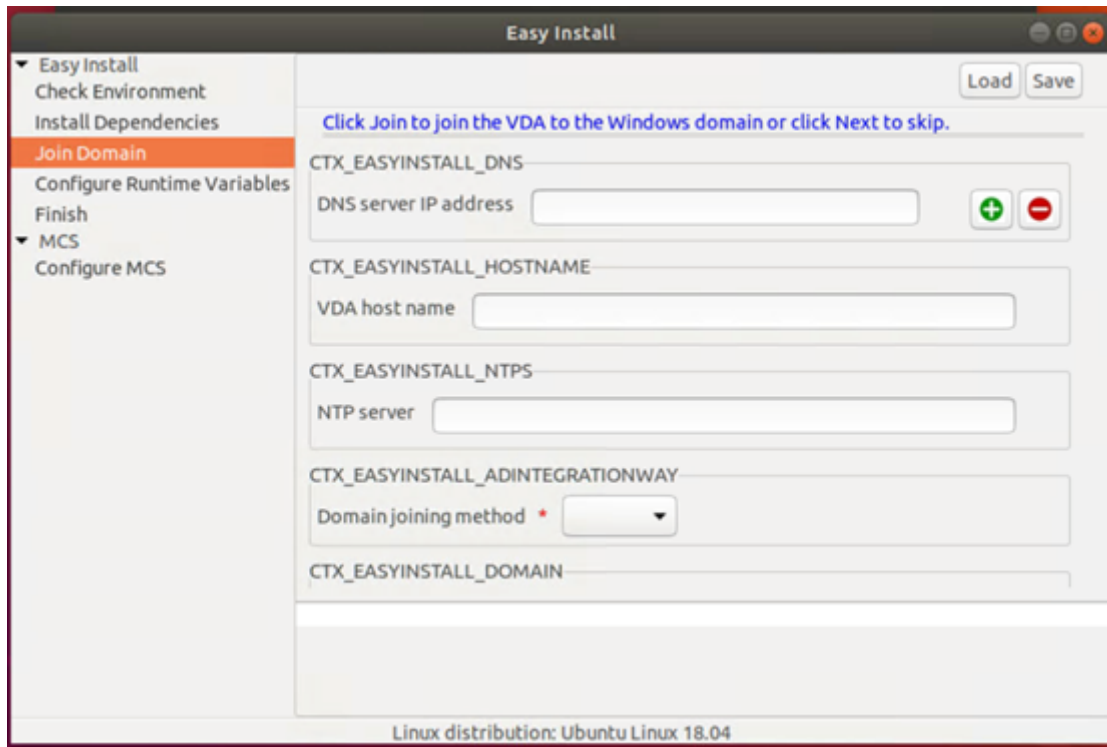 Easy Install
Easy Install
Check Environment
Install Dependencies
Join Domain
Configure Runtime Variables
Finish
MCS
Configure MCS
Load Save
Click Join to join the VDA to the Windows domain or click Next to skip.
CTX_EASYINSTALL_DNS
DNS server IP address
CTX_EASYINSTALL_HOSTNAME
VDA host name
CTX_EASYINSTALL_NTPS
NTP server
CTX_EASYINSTALL_ADINTEGRATIONWAY
Domain joining method *
CTX_EASYINSTALL_DOMAIN
Linux distribution: Ubuntu Linux 18.04